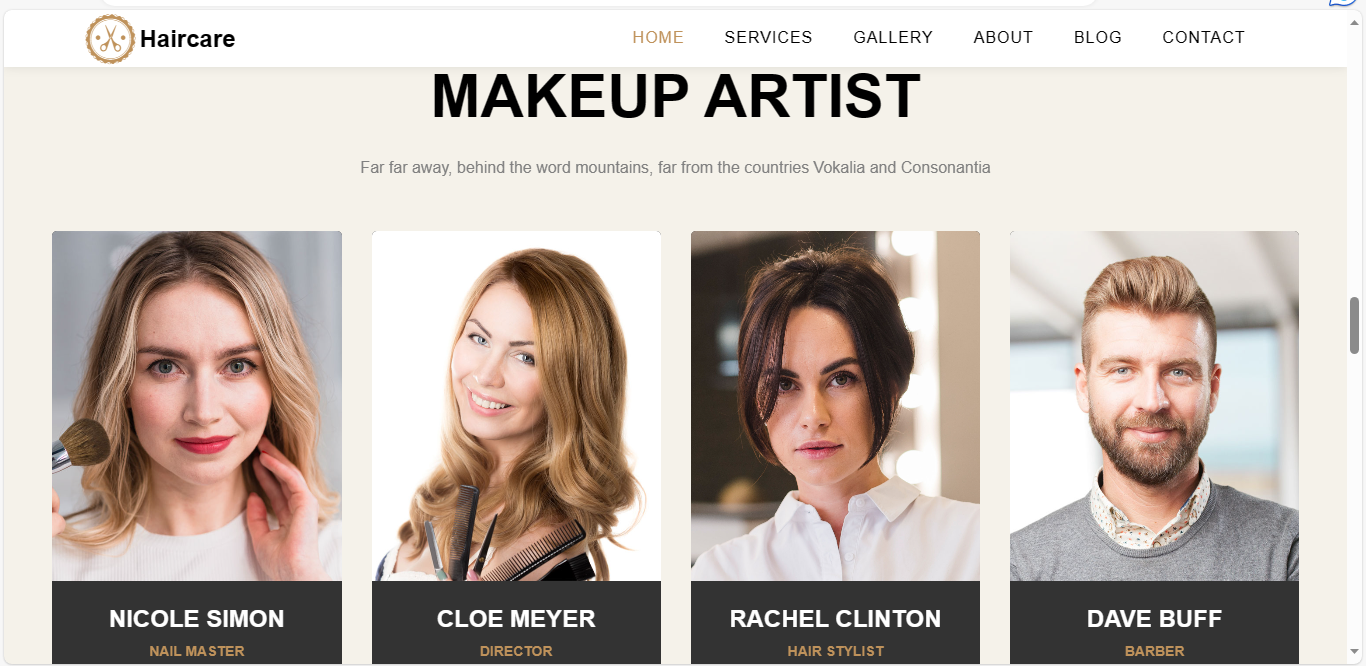 Haircare
HOME SERVICES GALLERY ABOUT BLOG CONTACT
MAKEUP ARTIST
Far far away, behind the word mountains, far from the countries Vokalia and Consonantia
NICOLE SIMON
NAIL MASTER
CLOE MEYER
DIRECTOR
RACHEL CLINTON
HAIR STYLIST
DAVE BUFF
BARBER